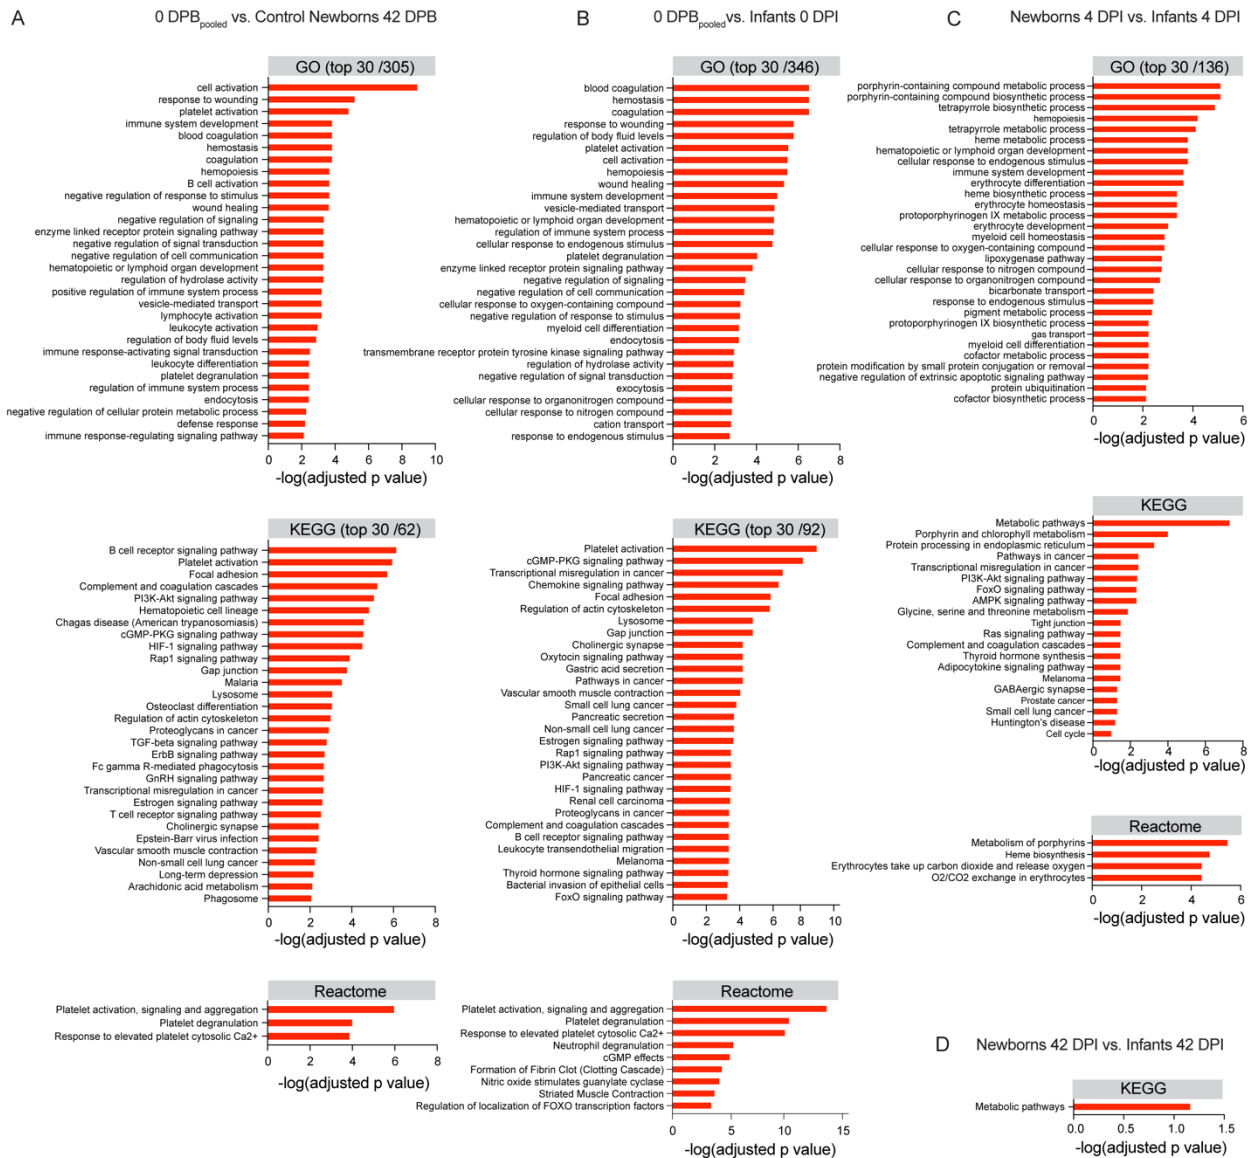 A
0 DPBpooled vs. Control Newborns 42 DPB
GO (top 30 /305)
cell activation
response to wounding
platelet activation
immune system development
blood coagulation
hemostasis
coagulation
hemopoiesis
B cell activation
negative regulation of response to stimulus
wound healing
negative regulation of signaling
enzyme linked receptor protein signaling pathway
negative regulation of signal transduction
negative regulation of cell communication
hematopoietic or lymphoid organ development
regulation of hydrolase activity
positive regulation of immune system process
vesicle-mediated transport
lymphocyte activation
leukocyte activation
regulation of body fluid levels
immune response-activating signal transduction
leukocyte differentiation
platelet degranulation
regulation of immune system process
endocytosis
negative regulation of cellular protein metabolic process
defense response
immune response-regulating signaling pathway
0 2 4 6 8 10
-log(adjusted p value)
KEGG (top 30 /62)
B cell receptor signaling pathway
Platelet activation
Focal adhesion
Complement and coagulation cascades
PI3K-Akt signaling pathway
Hematopoietic cell lineage
Chagas disease (American trypanosomiasis)
cGMP-PKG signaling pathway
HIF-1 signaling pathway
Rap1 signaling pathway
Gap junction
Malaria
Lysosome
Osteoclast differentiation
Regulation of actin cytoskeleton
Proteoglycans in cancer
TGF-beta signaling pathway
ErbB signaling pathway
Fc gamma R-mediated phagocytosis
GnRH signaling pathway
Transcriptional misregulation in cancer
Estrogen signaling pathway
T cell receptor signaling pathway
Cholinergic synapse
Epstein-Barr virus infection
Vascular smooth muscle contraction
Non-small cell lung cancer
Long-term depression
Arachidonic acid metabolism
Phagosome
0 2 4 6 8
-log(adjusted p value)
Reactome
Platelet activation, signaling and aggregation
Platelet degranulation
Response to elevated platelet cytosolic Ca2+
0 2 4 6 8
-log(adjusted p value)
B
0 DPBpooled vs. Infants 0 DPI
GO (top 30 /346)
blood coagulation
hemostasis
coagulation
response to wounding
regulation of body fluid levels
platelet activation
cell activation
hemopoiesis
wound healing
immune system development
vesicle-mediated transport
hematopoietic or lymphoid organ development
regulation of immune system process
cellular response to endogenous stimulus
platelet degranulation
enzyme linked receptor protein signaling pathway
negative regulation of signaling
negative regulation of cell communication
cellular response to oxygen-containing compound
negative regulation of response to stimulus
myeloid cell differentiation
endocytosis
transmembrane receptor protein tyrosine kinase signaling pathway
regulation of hydrolase activity
negative regulation of signal transduction
exocytosis
cellular response to organonitrogen compound
cellular response to nitrogen compound
cation transport
response to endogenous stimulus
0 2 4 6 8
-log(adjusted p value)
KEGG (top 30 /92)
Platelet activation
cGMP-PKG signaling pathway
Transcriptional misregulation in cancer
Chemokine signaling pathway
Focal adhesion
Regulation of actin cytoskeleton
Lysosome
Gap junction
Cholinergic synapse
Oxytocin signaling pathway
Gastric acid secretion
Pathways in cancer
Vascular smooth muscle contraction
Small cell lung cancer
Pancreatic secretion
Non-small cell lung cancer
Estrogen signaling pathway
Rap1 signaling pathway
PI3K-Akt signaling pathway
Pancreatic cancer
HIF-1 signaling pathway
Renal cell carcinoma
Proteoglycans in cancer
Complement and coagulation cascades
B cell receptor signaling pathway
Leukocyte transendothelial migration
Melanoma
Thyroid hormone signaling pathway
Bacterial invasion of epithelial cells
FoxO signaling pathway
0 2 4 6 8 10
-log(adjusted p value)
Reactome
Platelet activation, signaling and aggregation
Platelet degranulation
Response to elevated platelet cytosolic Ca2+
Neutrophil degranulation
cGMP effects
Formation of Fibrin Clot (Clotting Cascade)
Nitric oxide stimulates guanylate cyclase
Striated Muscle Contraction
Regulation of localization of FOXO transcription factors
0 5 10 15
-log(adjusted p value)
C
Newborns 4 DPI vs. Infants 4 DPI
GO (top 30 /136)
porphyrin-containing compound metabolic process
porphyrin-containing compound biosynthetic process
tetrapyrrole biosynthetic process
hemopoiesis
tetrapyrrole metabolic process
heme metabolic process
hematopoietic or lymphoid organ development
cellular response to endogenous stimulus
immune system development
erythrocyte differentiation
heme biosynthetic process
erythrocyte homeostasis
protoporphyrinogen IX metabolic process
erythrocyte development
myeloid cell homeostasis
cellular response to oxygen-containing compound
lipoxygenase pathway
cellular response to nitrogen compound
cellular response to organonitrogen compound
bicarbonate transport
response to endogenous stimulus
pigment metabolic process
protoporphyrinogen IX biosynthetic process
gas transport
myeloid cell differentiation
cofactor metabolic process
protein modification by small protein conjugation or removal
negative regulation of extrinsic apoptotic signaling pathway
protein ubiquitination
cofactor biosynthetic process
0 2 4 6
-log(adjusted p value)
KEGG
Metabolic pathways
Porphyrin and chlorophyll metabolism
Protein processing in endoplasmic reticulum
Pathways in cancer
Transcriptional misregulation in cancer
PI3K-Akt signaling pathway
FoxO signaling pathway
AMPK signaling pathway
Glycine, serine and threonine metabolism
Tight junction
Ras signaling pathway
Complement and coagulation cascades
Thyroid hormone synthesis
Adipocytokine signaling pathway
Melanoma
GABAergic synapse
Prostate cancer
Small cell lung cancer
Huntington's disease
Cell cycle
0 2 4 6 8
-log(adjusted p value)
Reactome
Metabolism of porphyrins
Heme biosynthesis
Erythrocytes take up carbon dioxide and release oxygen
O2/CO2 exchange in erythrocytes
0 2 4 6
-log(adjusted p value)
D
Newborns 42 DPI vs. Infants 42 DPI
KEGG
Metabolic pathways
0.0 0.5 1.0 1.5
-log(adjusted p value)